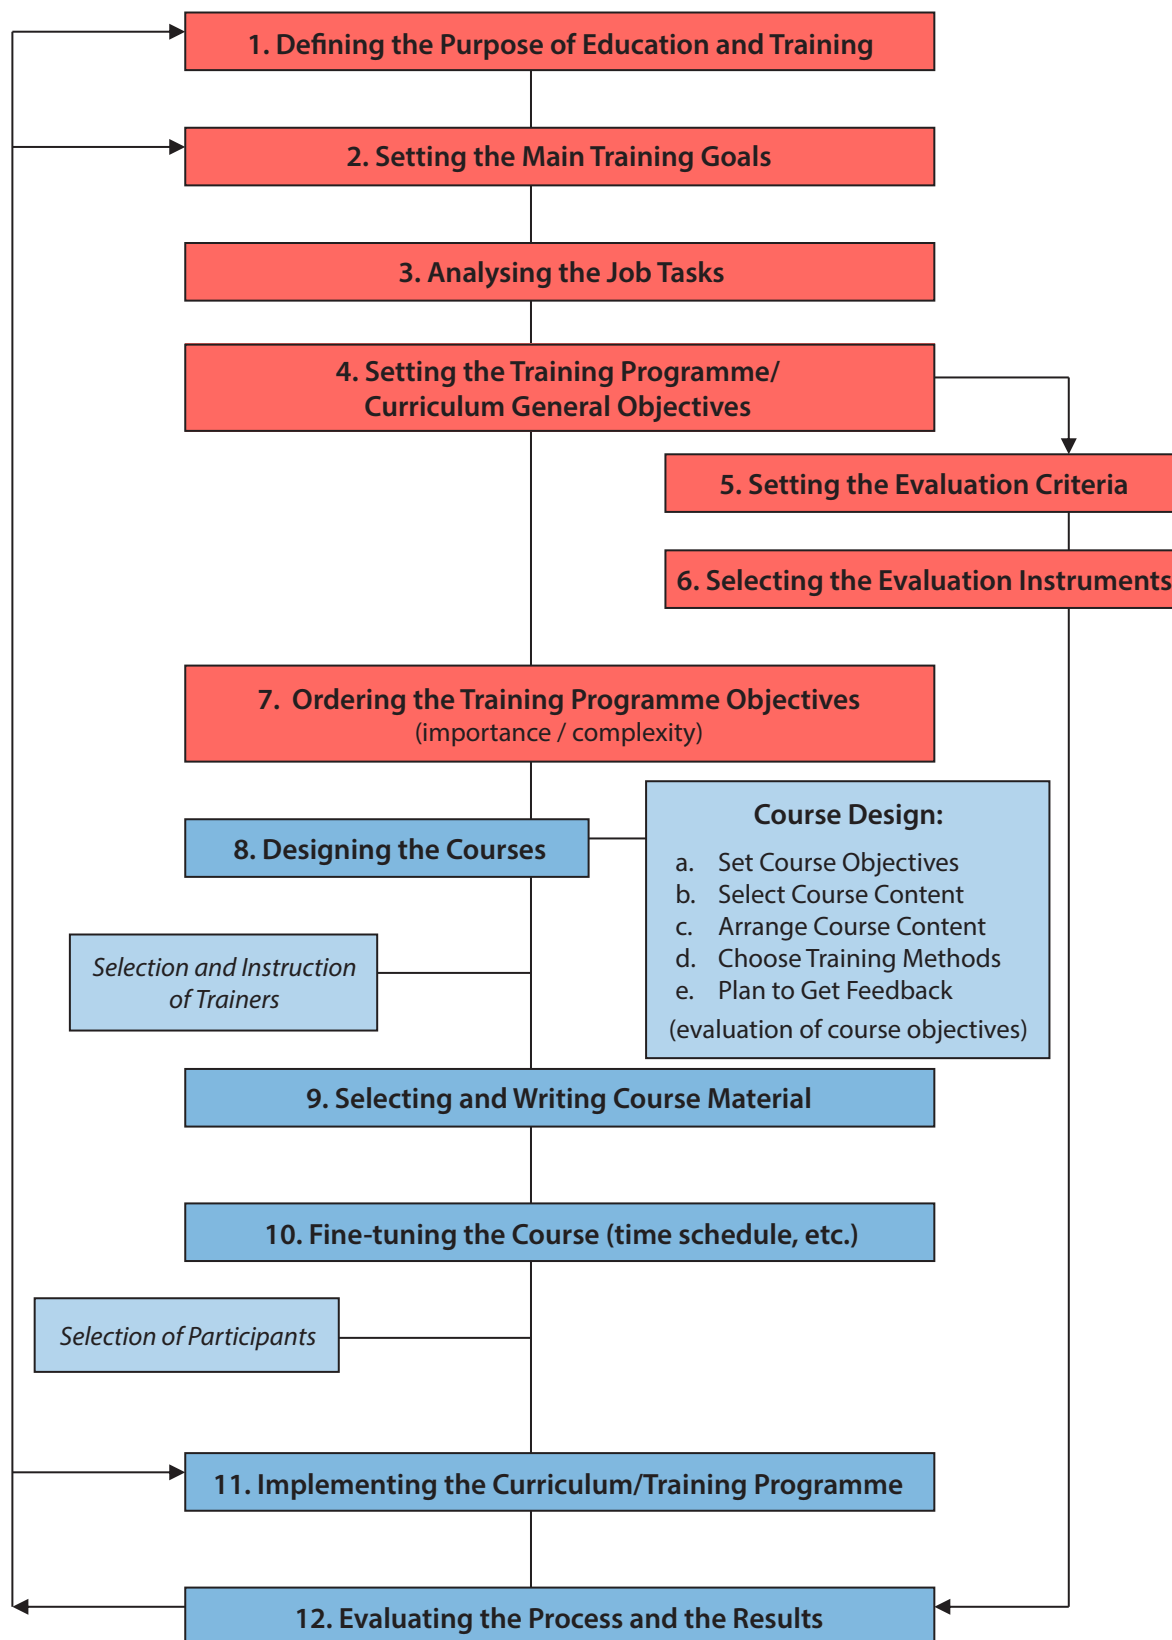 1. Defining the Purpose of Education and Training
2. Setting the Main Training Goals
3. Analysing the Job Tasks
4. Setting the Training Programme/
Curriculum General Objectives
5. Setting the Evaluation Criteria
6. Selecting the Evaluation Instruments
7. Ordering the Training Programme Objectives
(importance / complexity)
8. Designing the Courses
Course Design:
a. Set Course Objectives
b. Select Course Content
c. Arrange Course Content
d. Choose Training Methods
e. Plan to Get Feedback
(evaluation of course objectives)
Selection and Instruction
of Trainers
9. Selecting and Writing Course Material
10. Fine-tuning the Course (time schedule, etc.)
Selection of Participants
11. Implementing the Curriculum/Training Programme
12. Evaluating the Process and the Results